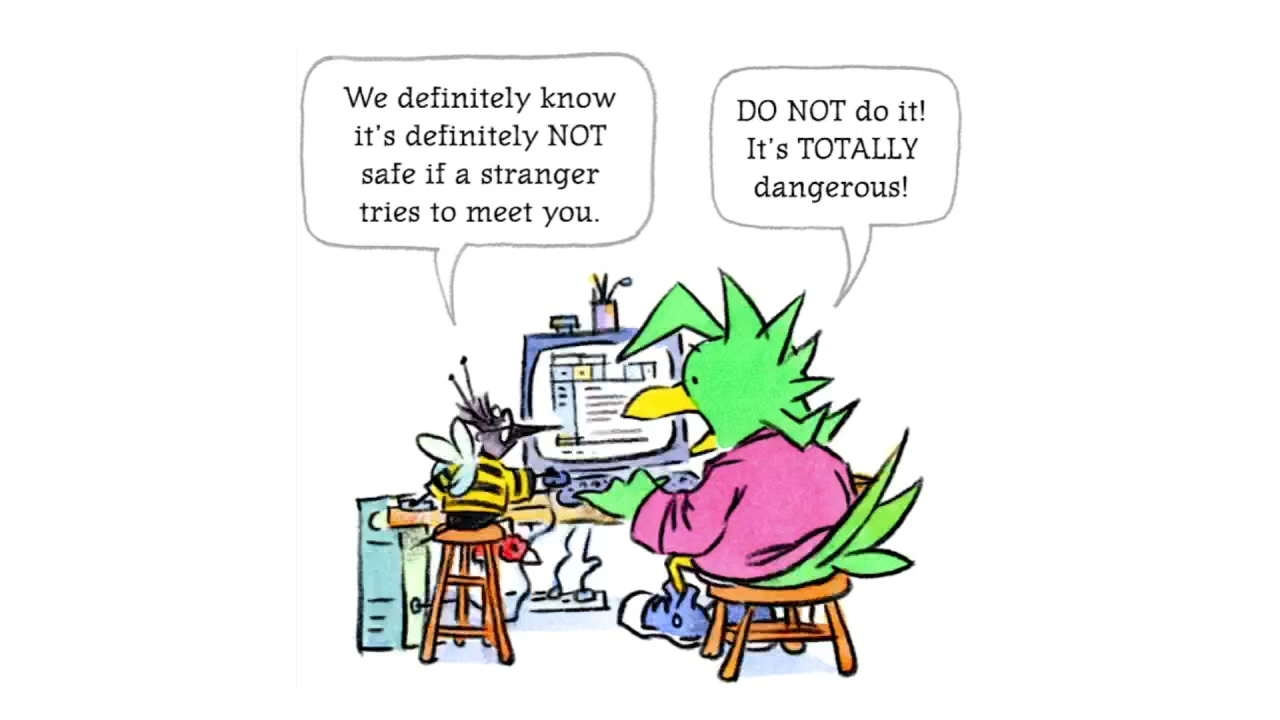 We definitely know
it's definitely NOT
safe if a stranger
tries to meet you.
DO NOT do it!
It's TOTALLY
dangerous!